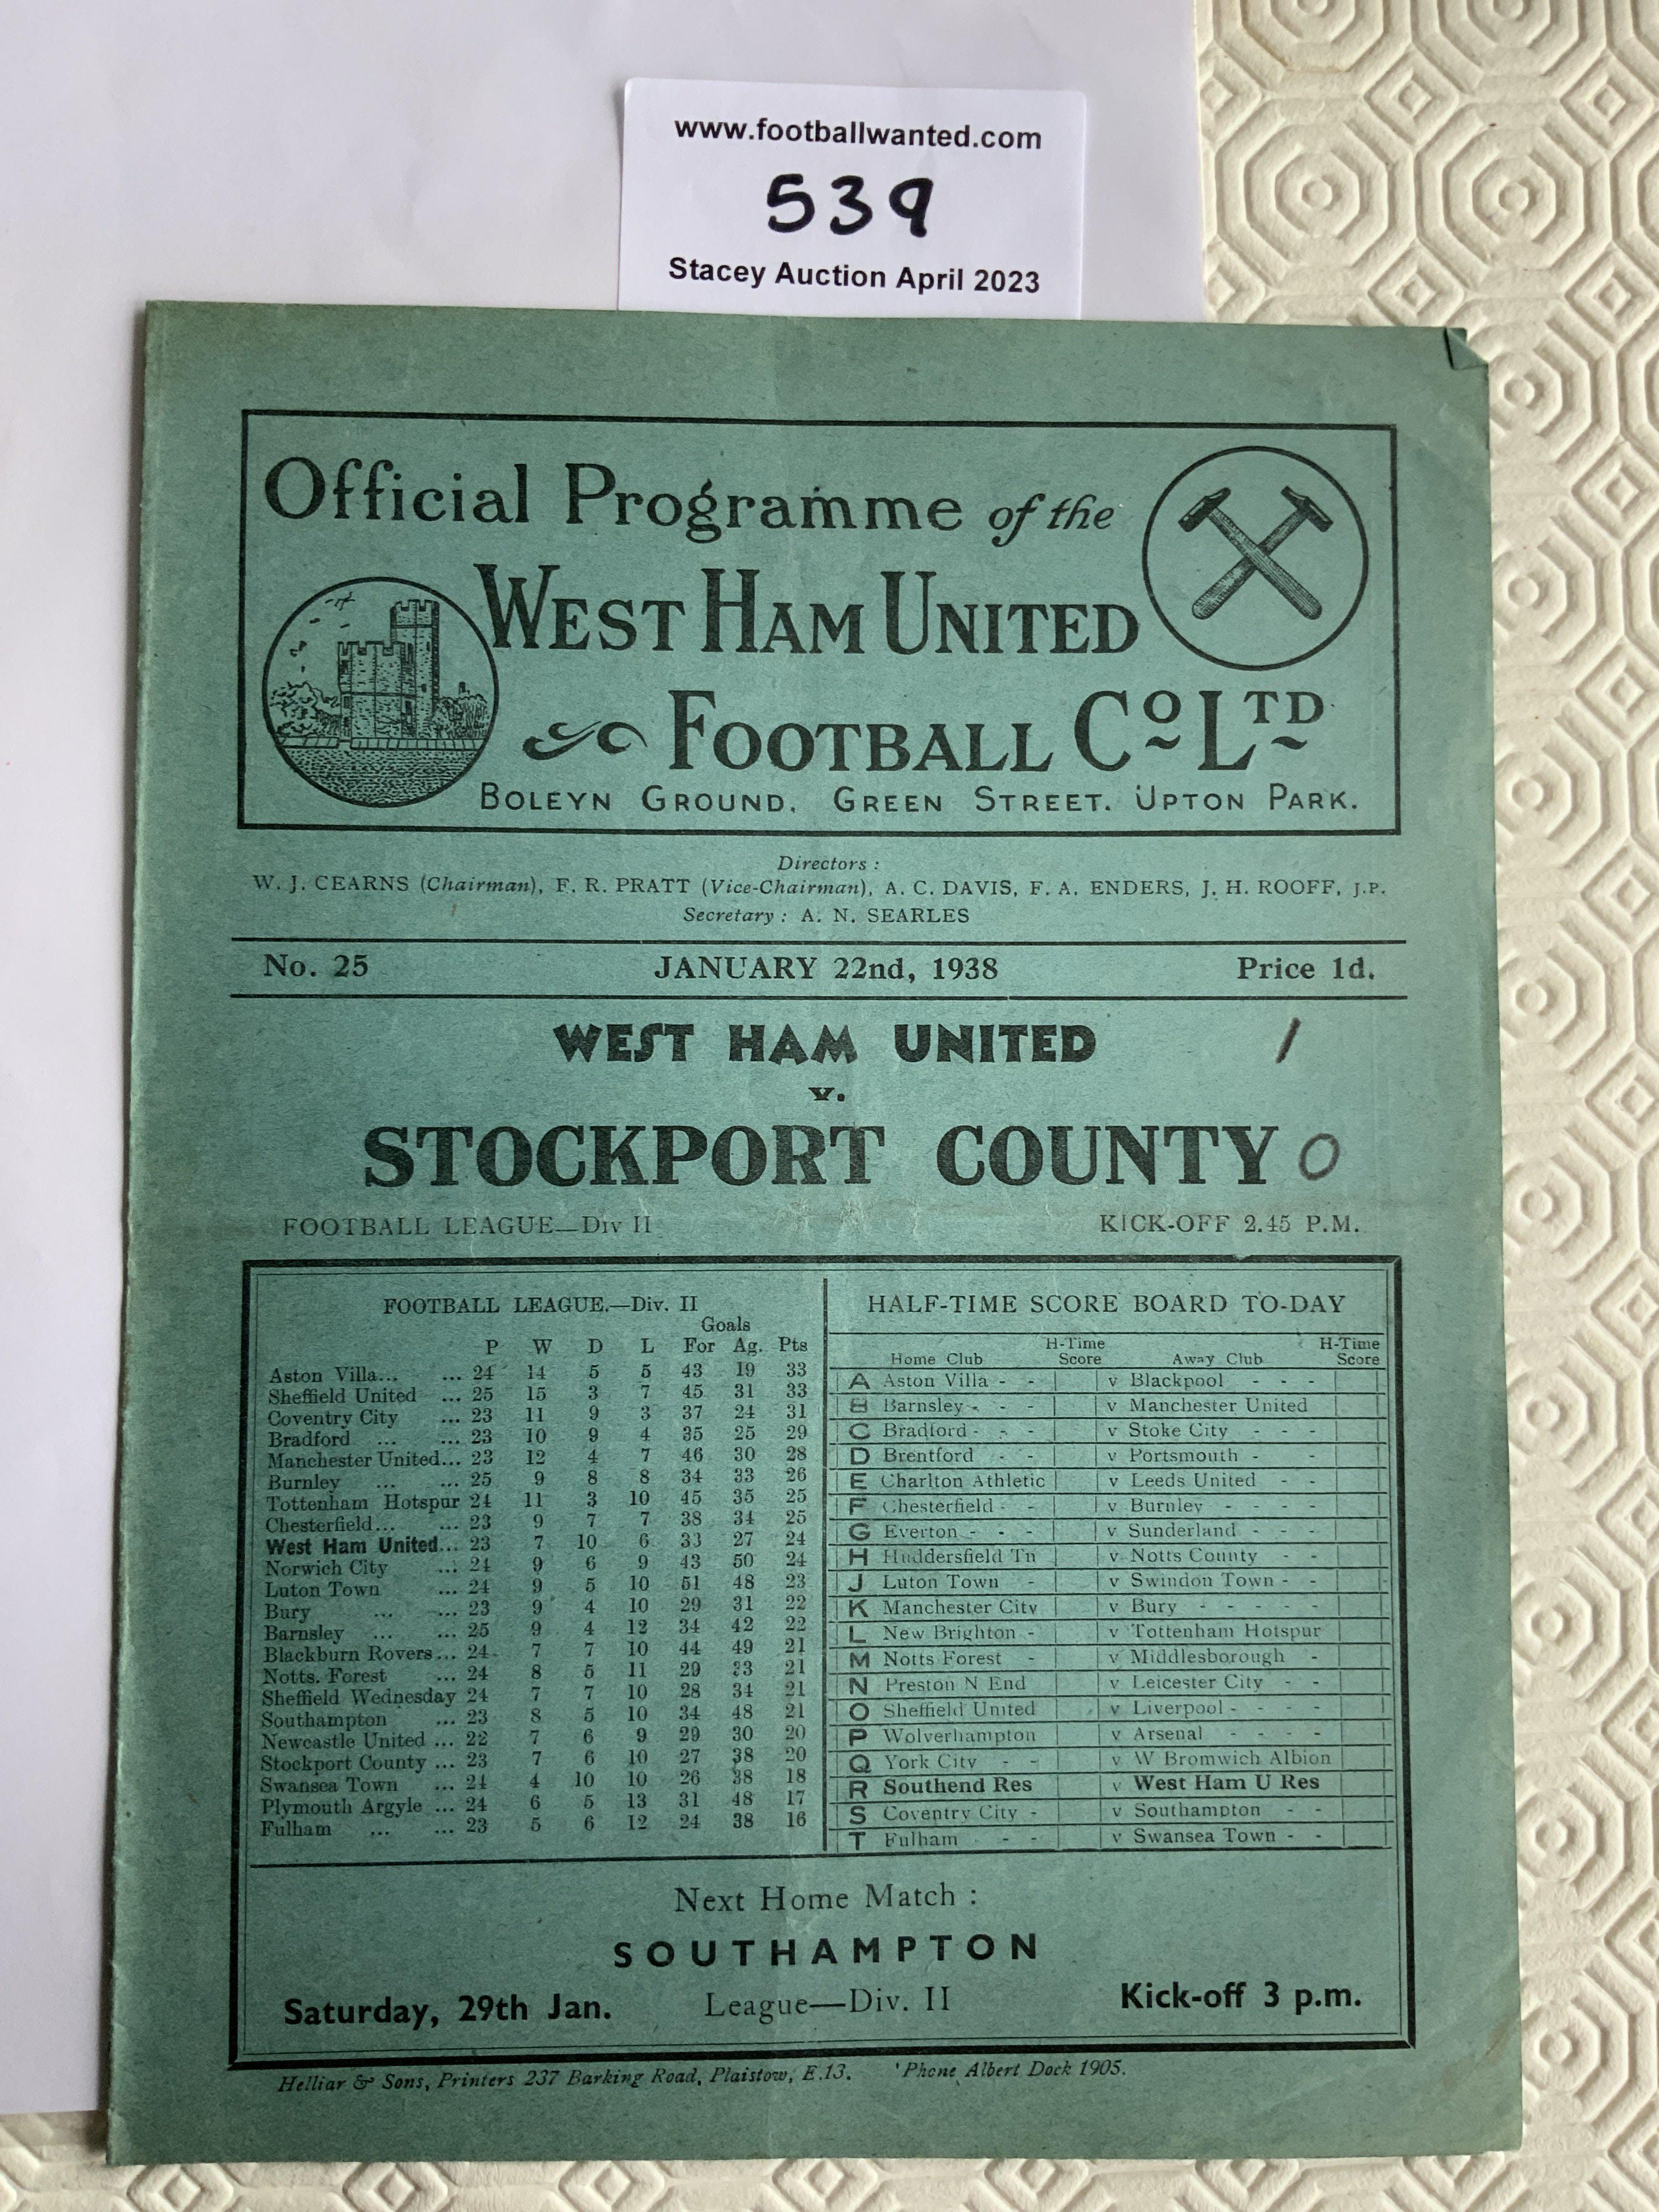 www.footballwanted.com
539
Stacey Auction April 2023
Official Programme of the
WEST HAM UNITED
FOOTBALL CO LTD
BOLEYN GROUND, GREEN STREET. UPTON PARK.
Directors :
W. J. CEARNS (Chairman), F. R. PRATT (Vice-Chairman), A. C. DAVIS, F. A. ENDERS, J. H. ROOFF, J.P.
Secretary : A. N. SEARLES
No. 25 JANUARY 22nd, 1938 Price 1d.
WEST HAM UNITED 1
v.
STOCKPORT COUNTY 0
FOOTBALL LEAGUE—Div II KICK-OFF 2.45 P.M.
FOOTBALL LEAGUE.—Div. II
Goals
P W D L For Ag. Pts
Aston Villa... ... 24 14 5 5 43 19 33
Sheffield United ... 25 15 3 7 45 31 33
Coventry City ... 23 11 9 3 37 24 31
Bradford ... ... 23 10 9 4 35 25 29
Manchester United... 23 12 4 7 46 30 28
Burnley ... ... 25 9 8 8 34 33 26
Tottenham Hotspur 24 11 3 10 45 35 25
Chesterfield... ... 23 9 7 7 38 34 25
West Ham United... 23 7 10 6 33 27 24
Norwich City ... 24 9 6 9 43 50 24
Luton Town ... 24 9 5 10 51 48 23
Bury ... ... 23 9 4 10 29 31 22
Barnsley ... ... 25 9 4 12 34 42 22
Blackburn Rovers... 24 7 7 10 44 49 21
Notts. Forest ... 24 8 5 11 29 33 21
Sheffield Wednesday 24 7 7 10 28 34 21
Southampton ... 23 8 5 10 34 48 21
Newcastle United ... 22 7 6 9 29 30 20
Stockport County ... 23 7 6 10 27 38 20
Swansea Town ... 24 4 10 10 26 38 18
Plymouth Argyle ... 24 6 5 13 31 48 17
Fulham ... ... 23 5 6 12 24 38 16
HALF-TIME SCORE BOARD TO-DAY
H-Time H-Time
Home Club Score Away Club Score
A Aston Villa - - v Blackpool - - -
B Barnsley - - - v Manchester United
C Bradford - - - v Stoke City - - -
D Brentford - - v Portsmouth - -
E Charlton Athletic v Leeds United - -
F Chesterfield - - v Burnley - - - -
G Everton - - - v Sunderland - - -
H Huddersfield Tn v Notts County - -
J Luton Town - v Swindon Town - -
K Manchester City v Bury - - - - -
L New Brighton - v Tottenham Hotspur
M Notts Forest - v Middlesborough -
N Preston N End v Leicester City - -
O Sheffield United v Liverpool - - - -
P Wolverhampton v Arsenal - - - -
Q York City - - v W Bromwich Albion
R Southend Res v West Ham U Res
S Coventry City - v Southampton - -
T Fulham - - - v Swansea Town - -
Next Home Match :
SOUTHAMPTON
Saturday, 29th Jan. League—Div. II Kick-off 3 p.m.
Helliar & Sons, Printers 237 Barking Road, Plaistow, E.13. 'Phone Albert Dock 1905.